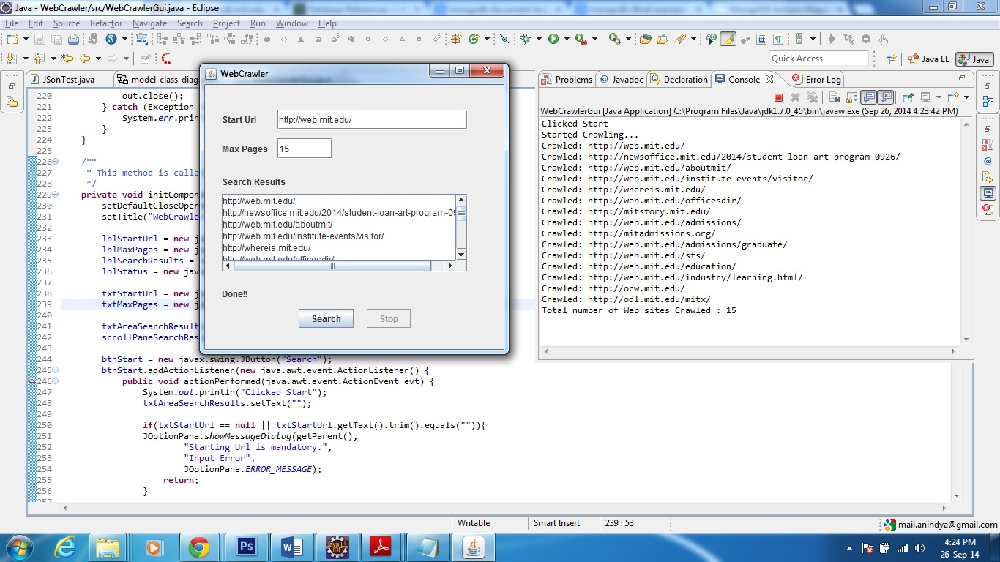 Java - WebCrawler/src/WebCrawlerGui.java - Eclipse
File Edit Source Refactor Navigate Search Project Run Window Help
Quick Access
Java EE
Java
JSonTest.java
model-class-diag
220 out.close();
221 } catch (Exception
222 System.err.prin
223 }
224 }
225
226 /**
227 * This method is calle
228 */
229 private void initCompon
230 setDefaultCloseOper
231 setTitle("WebCrawle
232
233 lblStartUrl = new j
234 lblMaxPages = new j
235 lblSearchResults =
236 lblStatus = new jav
237
238 txtStartUrl = new j
239 txtMaxPages = new j
240
241 txtAreaSearchResult
242 scrollPaneSearchRes
243
244 btnStart = new javax.swing.JButton("Search");
245 btnStart.addActionListener(new java.awt.event.ActionListener() {
246 public void actionPerformed(java.awt.event.ActionEvent evt) {
247 System.out.println("Clicked Start");
248 txtAreaSearchResults.setText("");
249
250 if(txtStartUrl == null || txtStartUrl.getText().trim().equals("")){
251 JOptionPane.showMessageDialog(getParent(),
252 "Starting Url is mandatory.",
253 "Input Error",
254 JOptionPane.ERROR_MESSAGE);
255 return;
256 }
257
WebCrawler
Start Url http://web.mit.edu/
Max Pages 15
Search Results
http://web.mit.edu/
http://newsoffice.mit.edu/2014/student-loan-art-program-09
http://web.mit.edu/aboutmit/
http://web.mit.edu/institute-events/visitor/
http://whereis.mit.edu/
http://web.mit.edu/officesdir/
Done!!
Search Stop
Problems Javadoc Declaration Console Error Log
WebCrawlerGui [Java Application] C:\Program Files\Java\jdk1.7.0_45\bin\javaw.exe (Sep 26, 2014 4:23:42 PM)
Clicked Start
Started Crawling...
Crawled: http://web.mit.edu/
Crawled: http://newsoffice.mit.edu/2014/student-loan-art-program-0926/
Crawled: http://web.mit.edu/aboutmit/
Crawled: http://web.mit.edu/institute-events/visitor/
Crawled: http://whereis.mit.edu/
Crawled: http://web.mit.edu/officesdir/
Crawled: http://mitstory.mit.edu/
Crawled: http://web.mit.edu/admissions/
Crawled: http://mitadmissions.org/
Crawled: http://web.mit.edu/admissions/graduate/
Crawled: http://web.mit.edu/sfs/
Crawled: http://web.mit.edu/education/
Crawled: http://web.mit.edu/industry/learning.html/
Crawled: http://ocw.mit.edu/
Crawled: http://odl.mit.edu/mitx/
Total number of Web sites Crawled : 15
Writable Smart Insert 239 : 53
mail.anindya@gmail.com
Ps
Java EE
IDE
4:24 PM
26-Sep-14